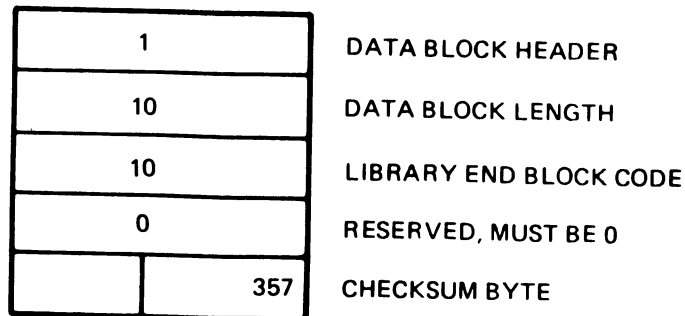 1 DATA BLOCK HEADER
10 DATA BLOCK LENGTH
10 LIBRARY END BLOCK CODE
0 RESERVED, MUST BE 0
357 CHECKSUM BYTE